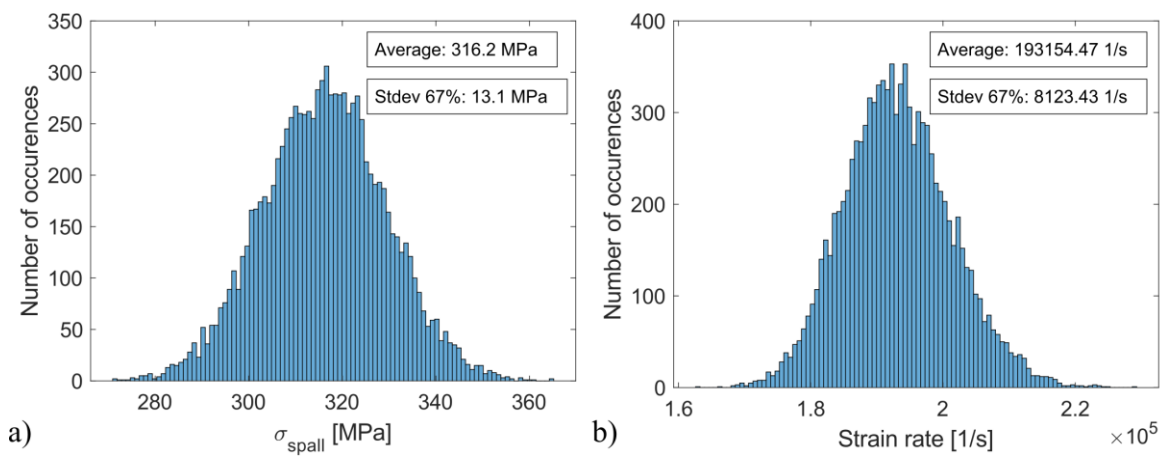 350
300
250
200
150
100
50
0
Number of occurences
Average: 316.2 MPa
Stdev 67%: 13.1 MPa
280 300 320 340 360
σspall [MPa]
a)
400
300
200
100
0
Number of occurences
Average: 193154.47 1/s
Stdev 67%: 8123.43 1/s
1.6 1.8 2 2.2
×10⁵
Strain rate [1/s]
b)